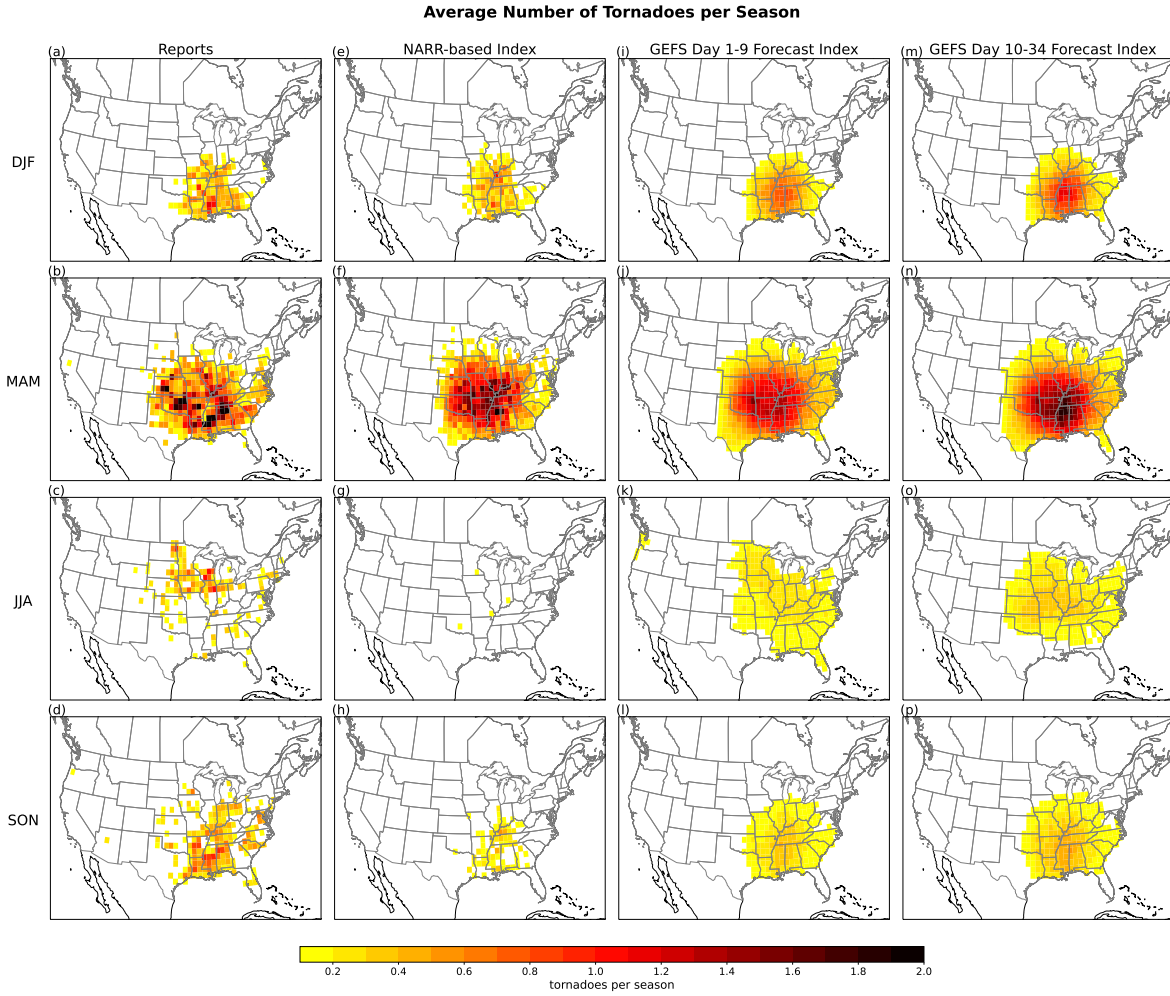 Average Number of Tornadoes per Season
(a) Reports (e) NARR-based Index (i) GEFS Day 1-9 Forecast Index (m) GEFS Day 10-34 Forecast Index
DJF
(b) (f) (j) (n)
MAM
(c) (g) (k) (o)
JJA
(d) (h) (l) (p)
SON
0.2 0.4 0.6 0.8 1.0 1.2 1.4 1.6 1.8 2.0
tornadoes per season